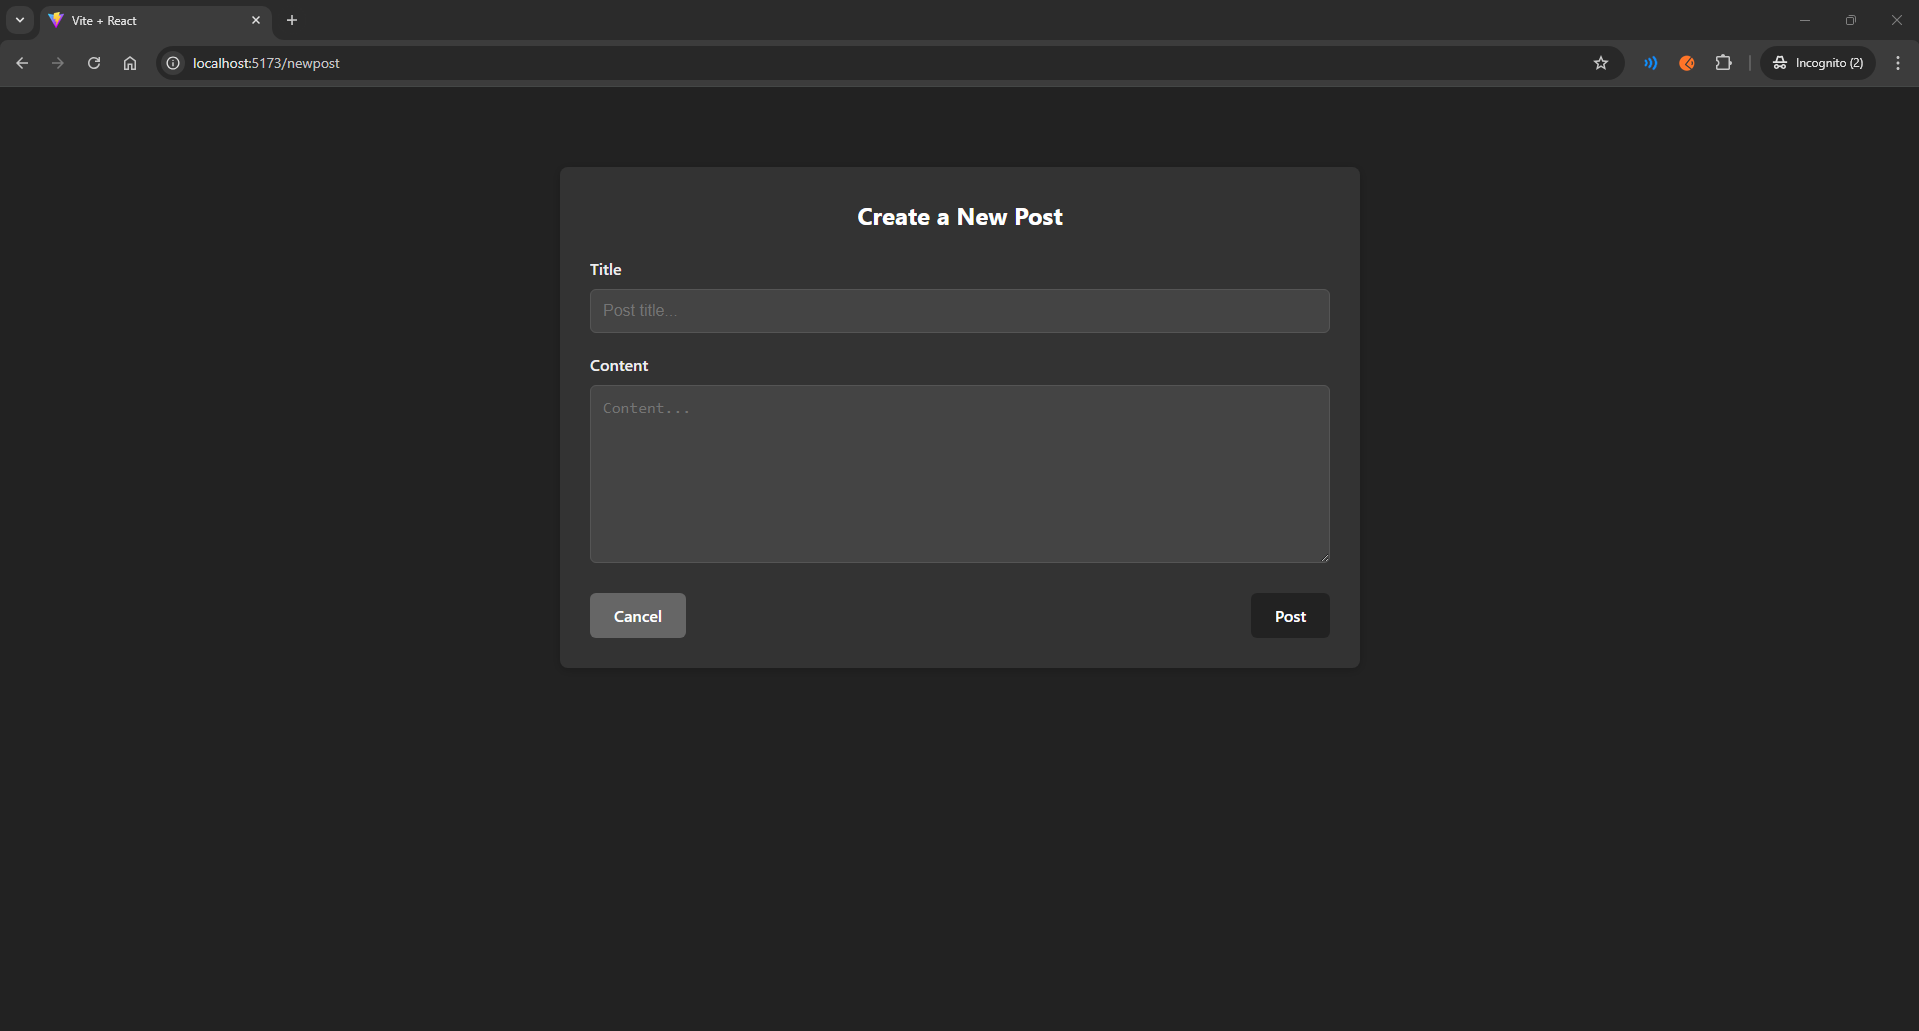 Vite + React
localhost:5173/newpost
Incognito (2)
Create a New Post
Title
Post title...
Content
Content...
Cancel
Post